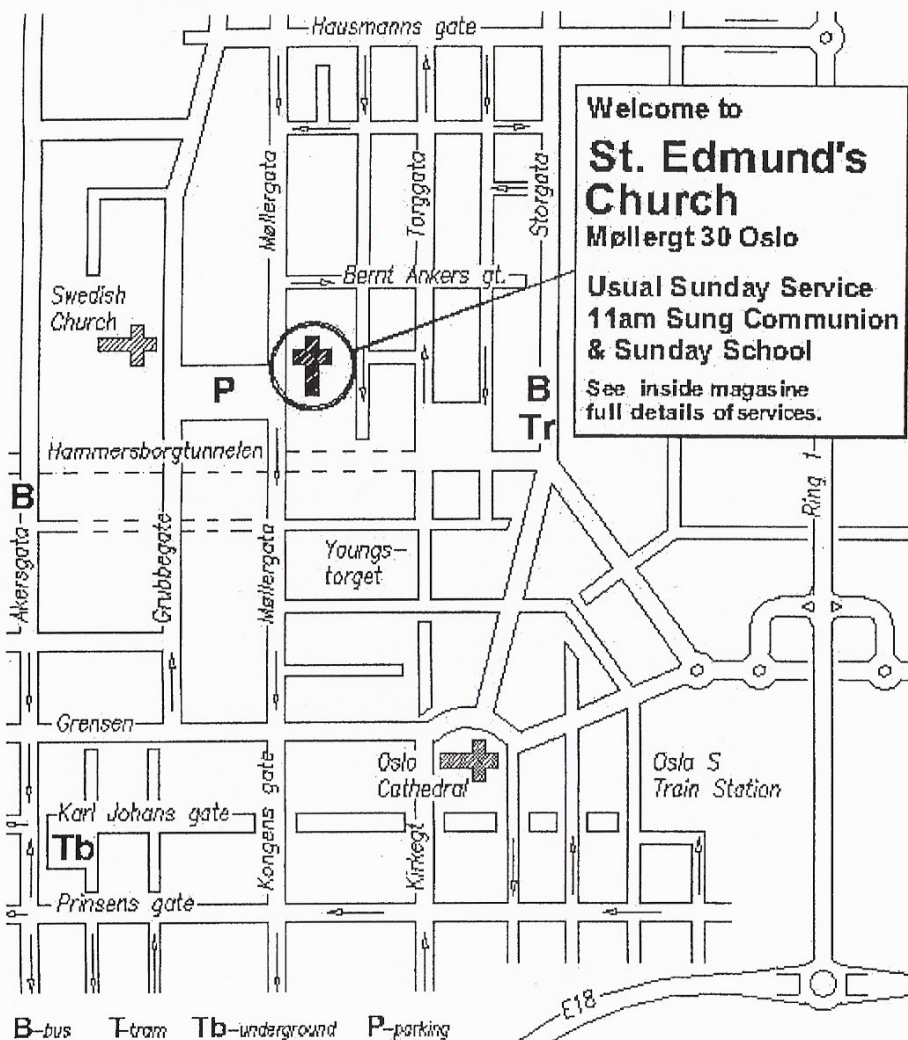 Hausmanns gate
Welcome to
St. Edmund's
Church
Møllergt 30 Oslo
Usual Sunday Service
11am Sung Communion
& Sunday School
See inside magasine
full details of services.
Møllergata
Torggata
Storgata
Bernt Ankers gt.
Swedish
Church
P
B
Tr
Hammersborgtunnelen
B
Akersgata
Grubbegate
Møllergata
Youngs-
torget
Ring 1
Grensen
Oslo
Cathedral
Oslo S
Train Station
Karl Johans gate
Tb
Kongens gate
Kirkegt
Prinsens gate
E18
B-bus T-tram Tb-underground P-parking